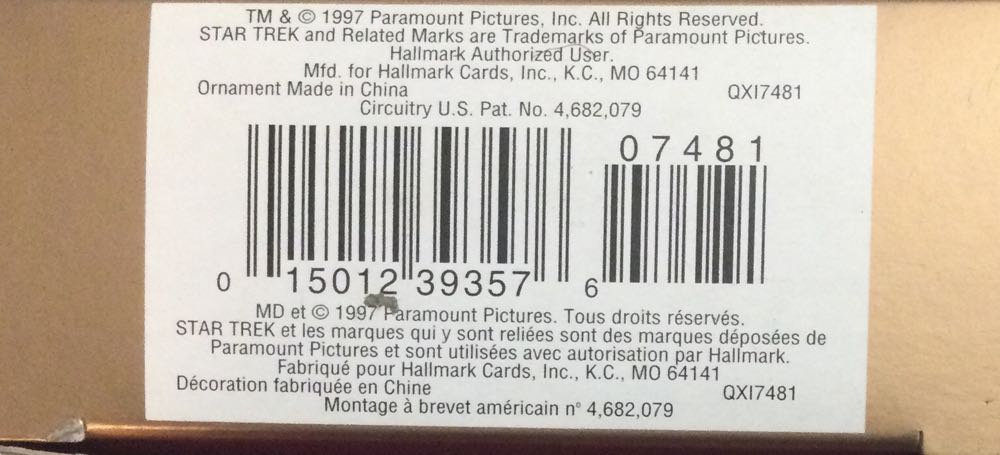 TM & © 1997 Paramount Pictures, Inc. All Rights Reserved.
STAR TREK and Related Marks are Trademarks of Paramount Pictures.
Hallmark Authorized User.
Mfd. for Hallmark Cards, Inc., K.C., MO 64141
Ornament Made in China QXI7481
Circuitry U.S. Pat. No. 4,682,079
07481
0 15012 39357 6
MD et © 1997 Paramount Pictures. Tous droits réservés.
STAR TREK et les marques qui y sont reliées sont des marques déposées de
Paramount Pictures et sont utilisées avec autorisation par Hallmark.
Fabriqué pour Hallmark Cards, Inc., K.C., MO 64141
Décoration fabriquée en Chine QXI7481
Montage à brevet américain n° 4,682,079